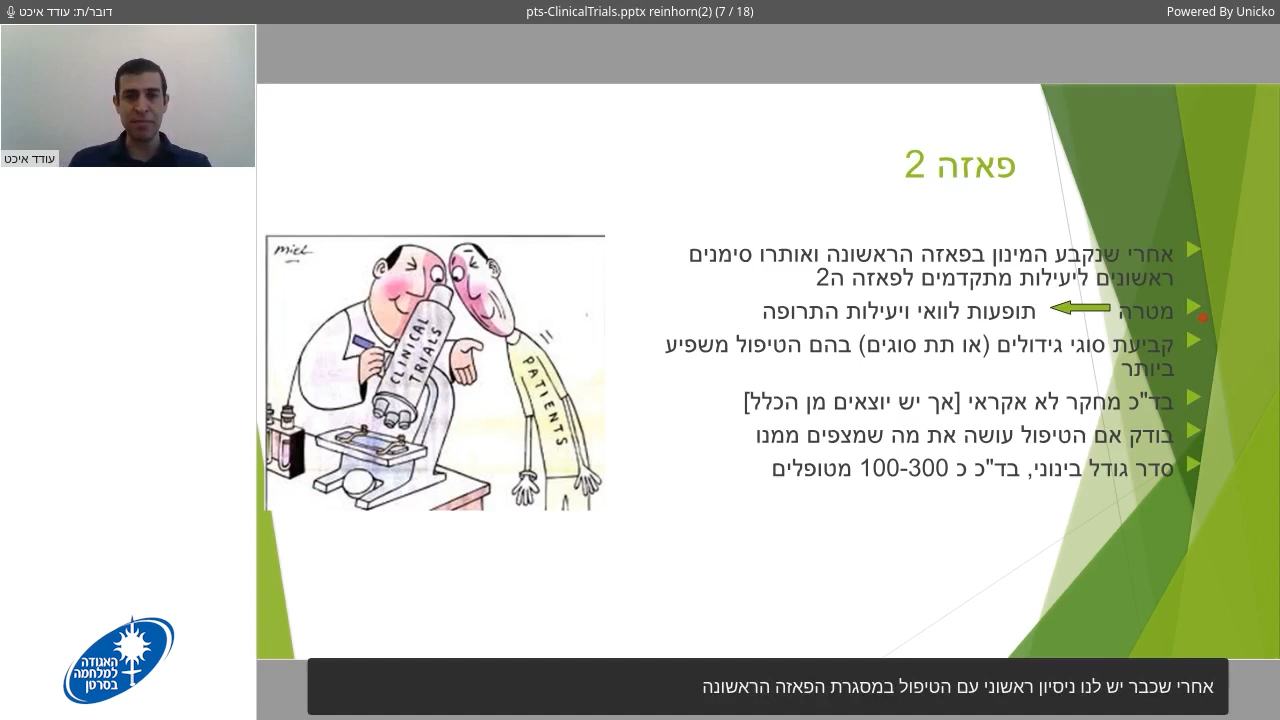 דובר/ת: עודד איכט
pts-ClinicalTrials.pptx reinhorn(2) (7 / 18)
Powered By Unicko
עודד איכט
פאזה 2
אחרי שנקבע המינון בפאזה הראשונה ואותרו סימנים
ראשונים ליעילות מתקדמים לפאזה ה2
מטרה תופעות לוואי ויעילות התרופה
קביעת סוגי גידולים (או תת סוגים) בהם הטיפול משפיע
ביותר
בד"כ מחקר לא אקראי [אך יש יוצאים מן הכלל]
בודק אם הטיפול עושה את מה שמצפים ממנו
סדר גודל בינוני, בד"כ כ 100-300 מטופלים
miel
CLINICAL
TRIALS
PATIENTS
האגודה
למלחמה
בסרטן
אחרי שכבר יש לנו ניסיון ראשוני עם הטיפול במסגרת הפאזה הראשונה